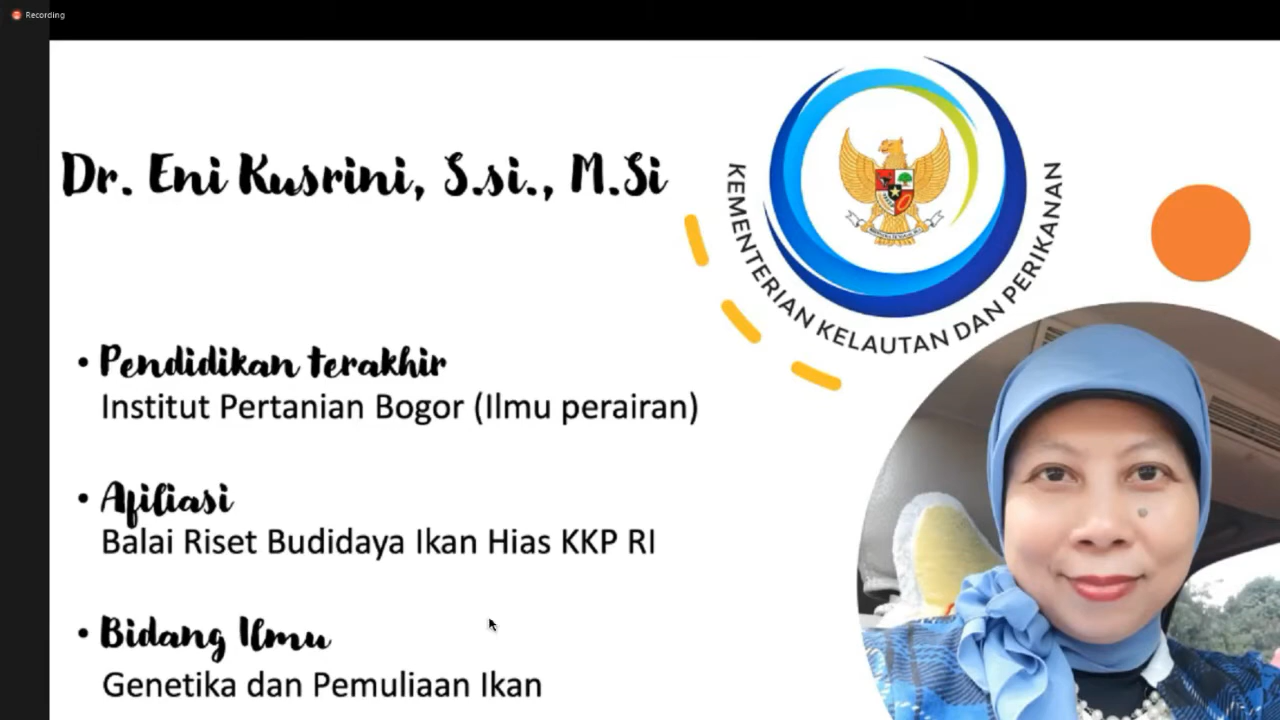 Recording
Dr. Eni Kusrini, S.si., M.Si
KEMENTERIAN KELAUTAN DAN PERIKANAN
• Pendidikan terakhir
Institut Pertanian Bogor (Ilmu perairan)
• Afiliasi
Balai Riset Budidaya Ikan Hias KKP RI
• Bidang Ilmu
Genetika dan Pemuliaan Ikan